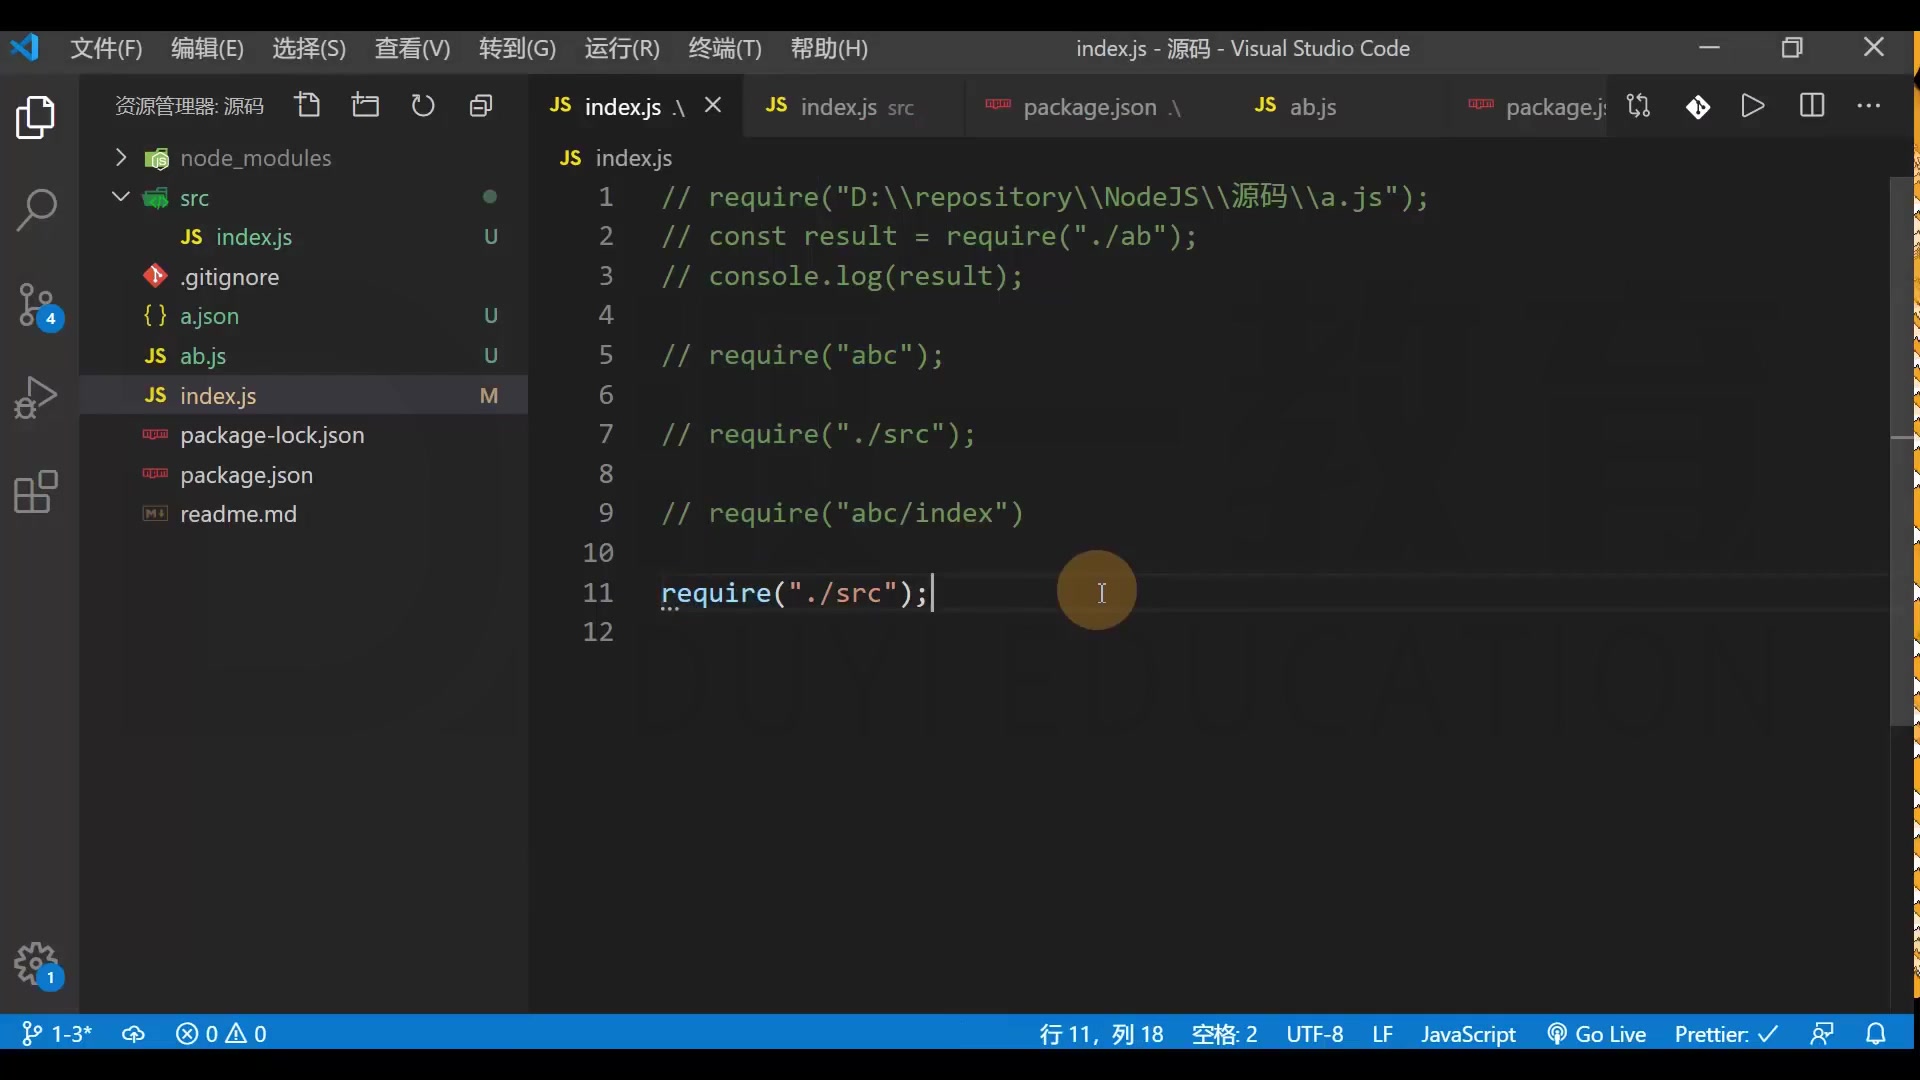 文件(F) 编辑(E) 选择(S) 查看(V) 转到(G) 运行(R) 终端(T) 帮助(H) index.js - 源码 - Visual Studio Code
资源管理器: 源码
node_modules
src
JS index.js U
.gitignore
{} a.json U
JS ab.js U
JS index.js M
package-lock.json
package.json
readme.md
4
1
JS index.js .\ JS index.js src package.json .\ JS ab.js package.js
JS index.js
1 // require("D:\\repository\\NodeJS\\源码\\a.js");
2 // const result = require("./ab");
3 // console.log(result);
4
5 // require("abc");
6
7 // require("./src");
8
9 // require("abc/index")
10
11 require("./src");
12
DUYI EDUCATION
1-3* 0 0 行 11，列 18 空格: 2 UTF-8 LF JavaScript Go Live Prettier: ✓